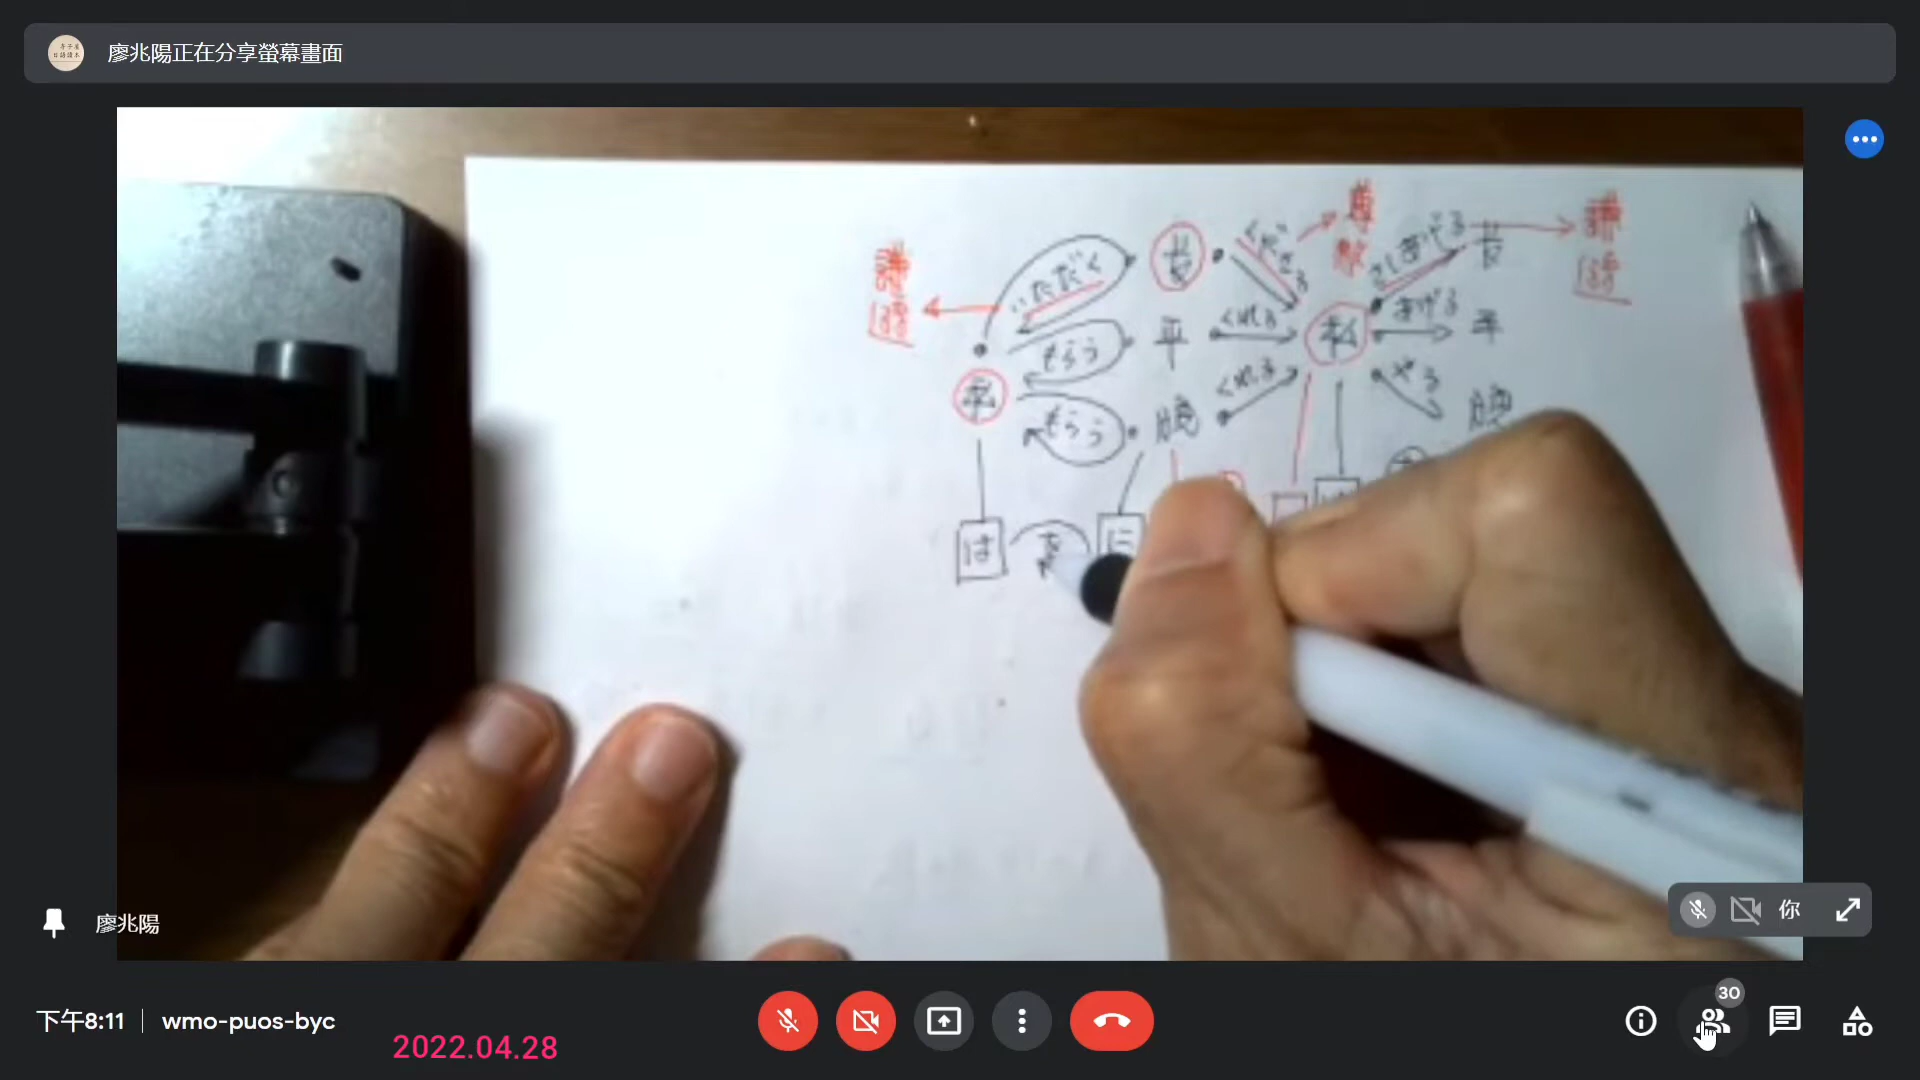 廖兆陽正在分享螢幕畫面
尊敬
謙譲
謙譲
長
くださる
さしあげる
長
いただく
平
くれる
私
あげる
平
もらう
私
もらう
くれる
やる
晩
晩
は
に
廖兆陽
你
下午8:11
wmo-puos-byc
2022.04.28
30